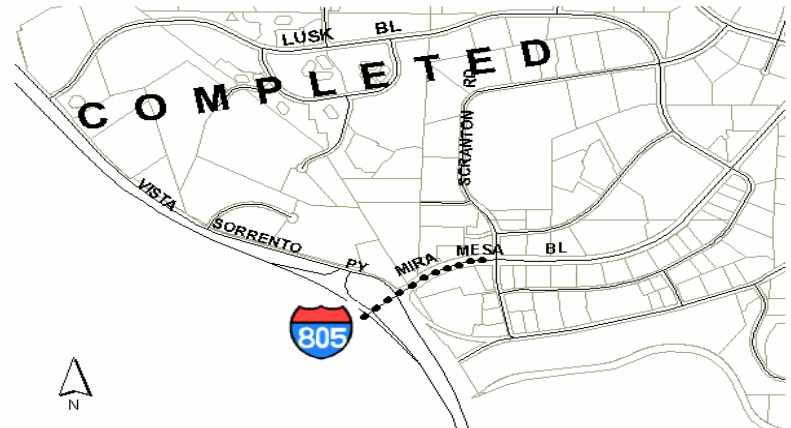 LUSK BL
COMPLETED
SCRANTON RD
VISTA SORRENTO PY
MIRA MESA BL
805
N